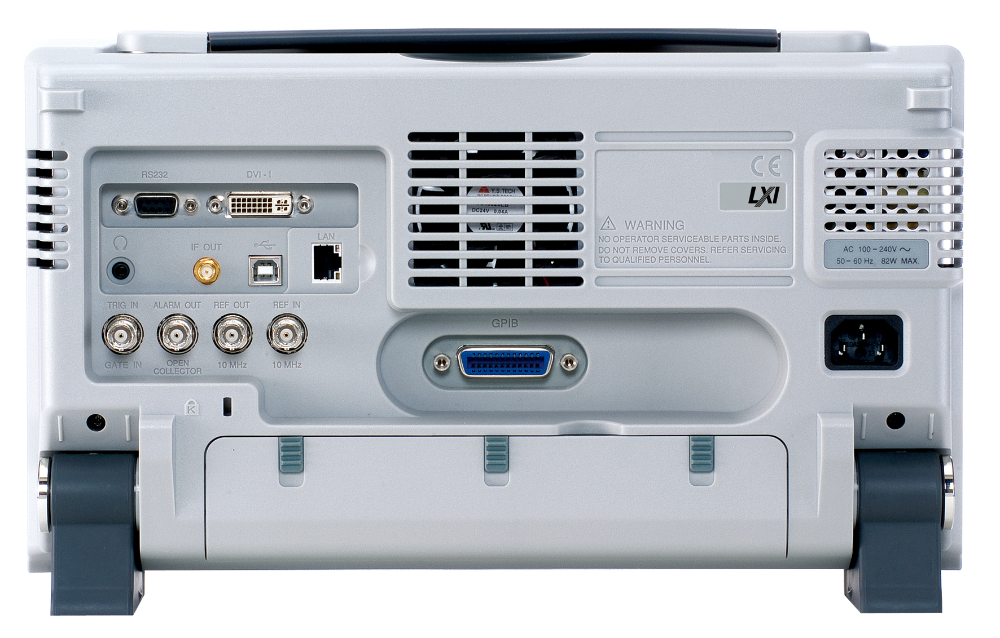 RS232
DVI - I
LAN
IF OUT
TRIG IN
ALARM OUT
REF OUT
REF IN
GATE IN
OPEN
COLLECTOR
10 MHz
10 MHz
K
Y.S.TECH
DC24V 0.04A
CE
LXI
WARNING
NO OPERATOR SERVICEABLE PARTS INSIDE.
DO NOT REMOVE COVERS. REFER SERVICING
TO QUALIFIED PERSONNEL.
AC 100 – 240V ~
50 – 60 Hz 82W MAX.
GPIB